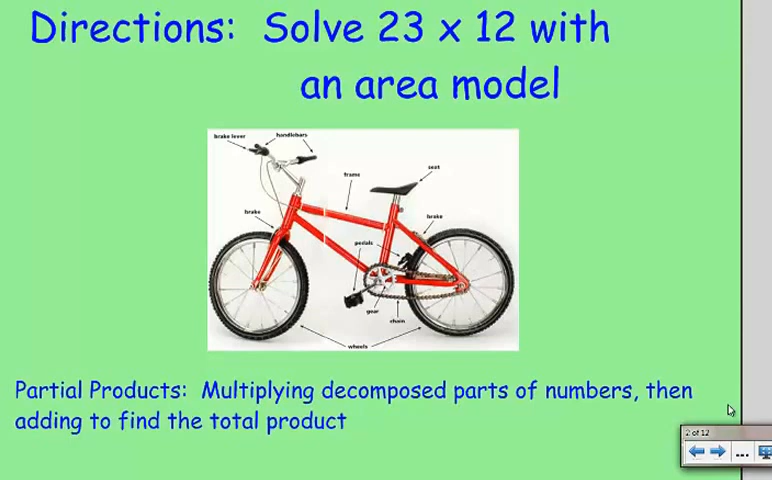 Directions: Solve 23 x 12 with
an area model
brake lever
handlebars
frame
seat
brake
brake
pedals
gear
chain
wheels
Partial Products: Multiplying decomposed parts of numbers, then
adding to find the total product
2 of 12
...